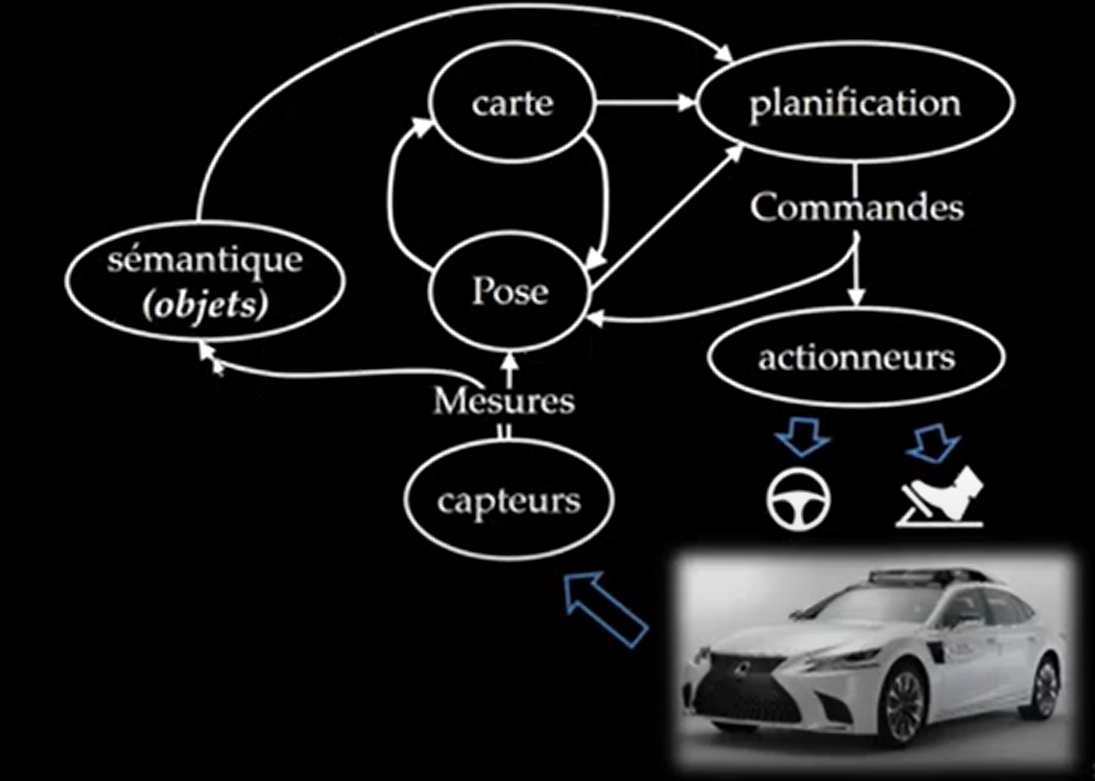 carte
planification
Commandes
sémantique
(objets)
Pose
actionneurs
Mesures
capteurs